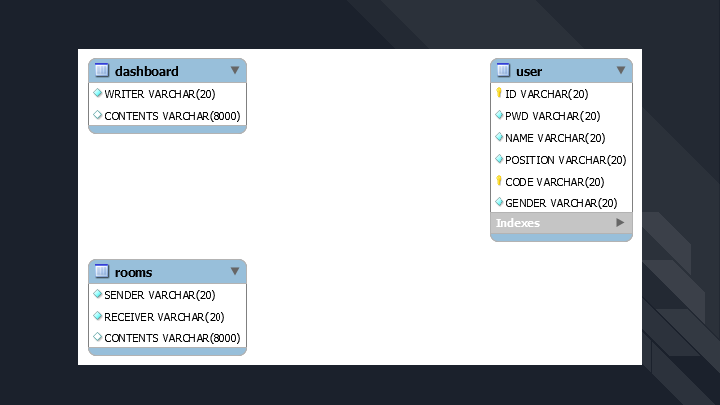 dashboard
WRITER VARCHAR(20)
CONTENTS VARCHAR(8000)
user
ID VARCHAR(20)
PWD VARCHAR(20)
NAME VARCHAR(20)
POSITION VARCHAR(20)
CODE VARCHAR(20)
GENDER VARCHAR(20)
Indexes
rooms
SENDER VARCHAR(20)
RECEIVER VARCHAR(20)
CONTENTS VARCHAR(8000)